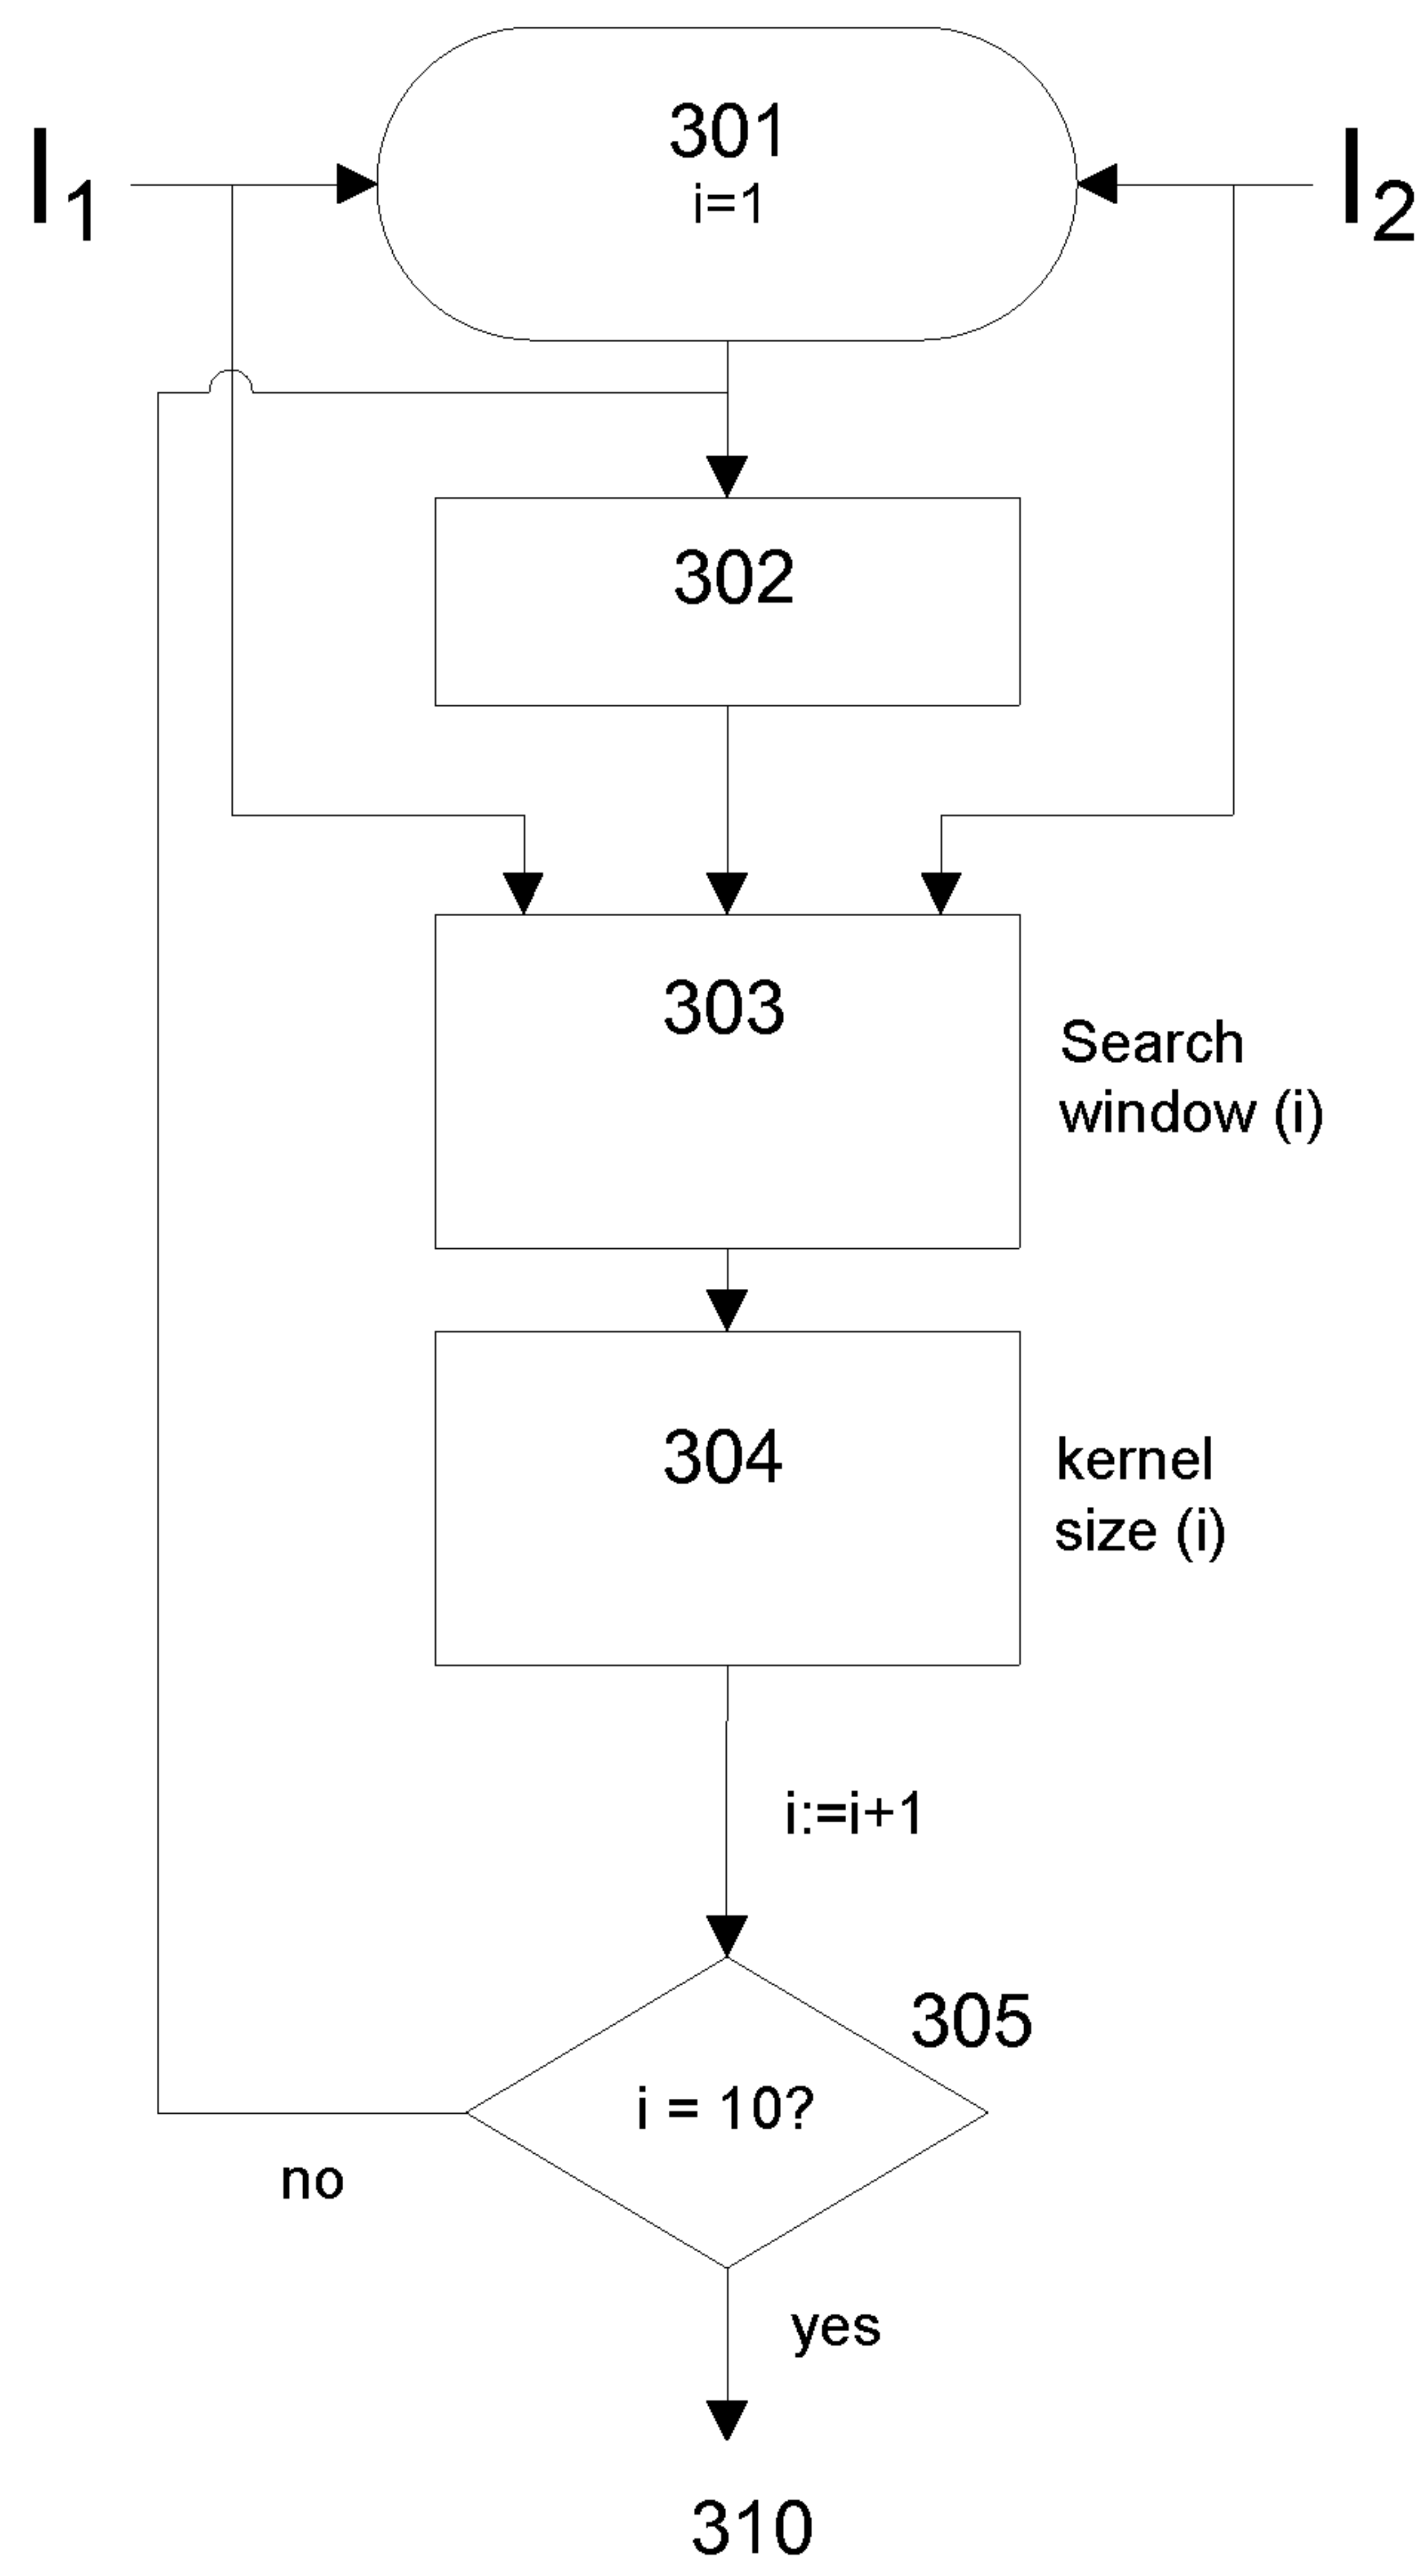 301
I1
i=1
I2
302
303
Search
window (i)
304
kernel
size (i)
i:=i+1
305
i = 10?
no
yes
310